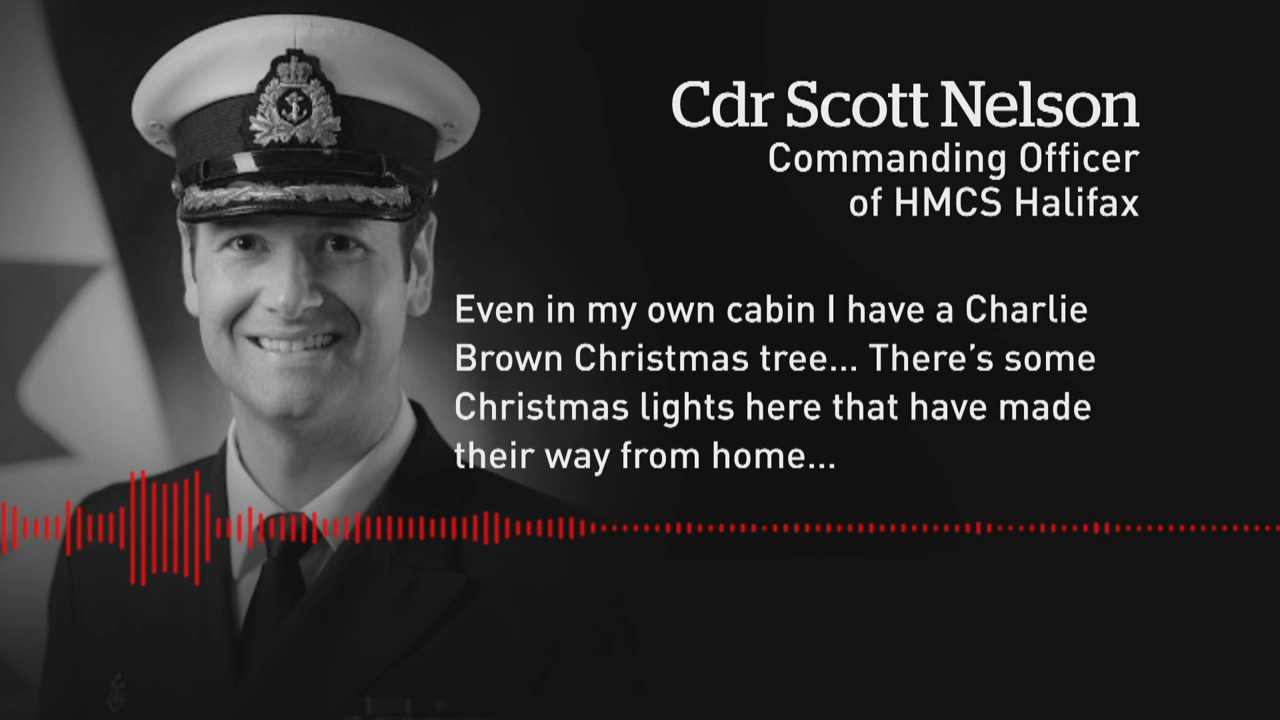 Cdr Scott Nelson
Commanding Officer
of HMCS Halifax
Even in my own cabin I have a Charlie
Brown Christmas tree... There's some
Christmas lights here that have made
their way from home...